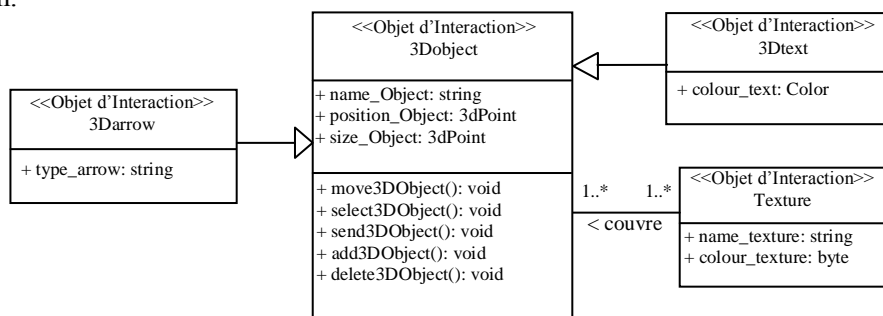 n.
<<Objet d'Interaction>>
3Dobject
+ name_Object: string
+ position_Object: 3dPoint
+ size_Object: 3dPoint
+ move3DObject(): void
+ select3DObject(): void
+ send3DObject(): void
+ add3DObject(): void
+ delete3DObject(): void
<<Objet d'Interaction>>
3Darrow
+ type_arrow: string
<<Objet d'Interaction>>
3Dtext
+ colour_text: Color
1..* 1..*
< couvre
<<Objet d'Interaction>>
Texture
+ name_texture: string
+ colour_texture: byte